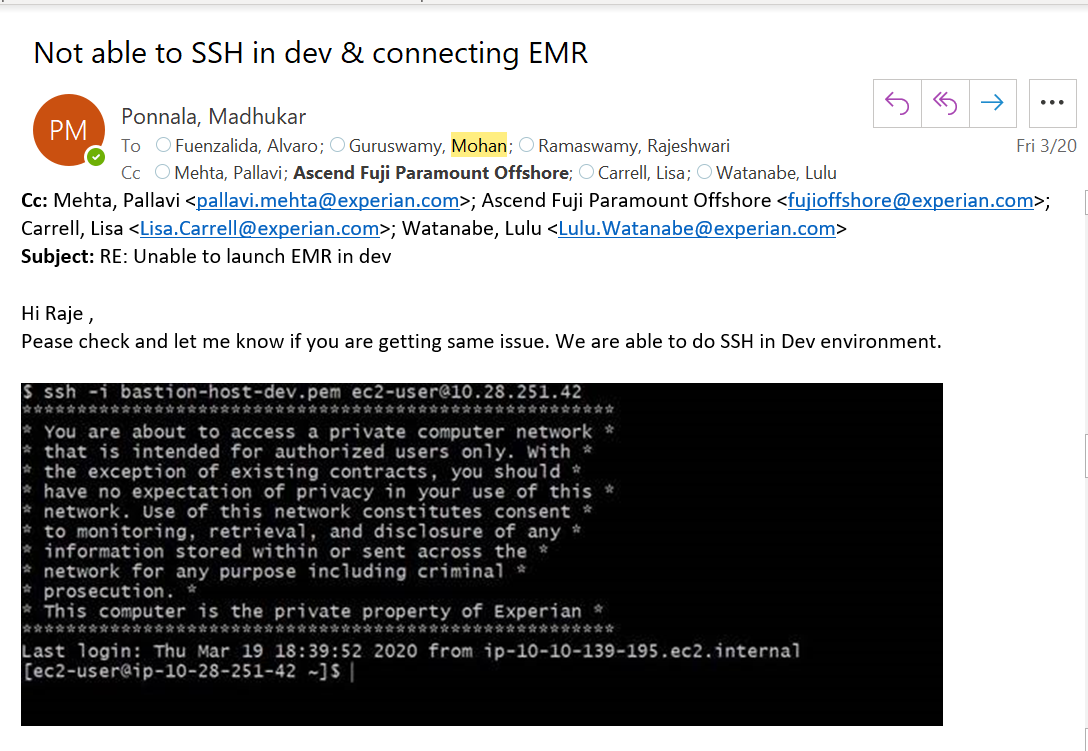 Not able to SSH in dev & connecting EMR
PM
Ponnala, Madhukar
To Fuenzalida, Alvaro; Guruswamy, Mohan; Ramaswamy, Rajeshwari
Fri 3/20
Cc Mehta, Pallavi; Ascend Fuji Paramount Offshore; Carrell, Lisa; Watanabe, Lulu
Cc: Mehta, Pallavi <pallavi.mehta@experian.com>; Ascend Fuji Paramount Offshore <fujioffshore@experian.com>;
Carrell, Lisa <Lisa.Carrell@experian.com>; Watanabe, Lulu <Lulu.Watanabe@experian.com>
Subject: RE: Unable to launch EMR in dev
Hi Raje ,
Pease check and let me know if you are getting same issue. We are able to do SSH in Dev environment.
$ ssh -i bastion-host-dev.pem ec2-user@10.28.251.42
******************************************************
* You are about to access a private computer network *
* that is intended for authorized users only. With *
* the exception of existing contracts, you should *
* have no expectation of privacy in your use of this *
* network. Use of this network constitutes consent *
* to monitoring, retrieval, and disclosure of any *
* information stored within or sent across the *
* network for any purpose including criminal *
* prosecution. *
* This computer is the private property of Experian *
******************************************************
Last login: Thu Mar 19 18:39:52 2020 from ip-10-10-139-195.ec2.internal
[ec2-user@ip-10-28-251-42 ~]$